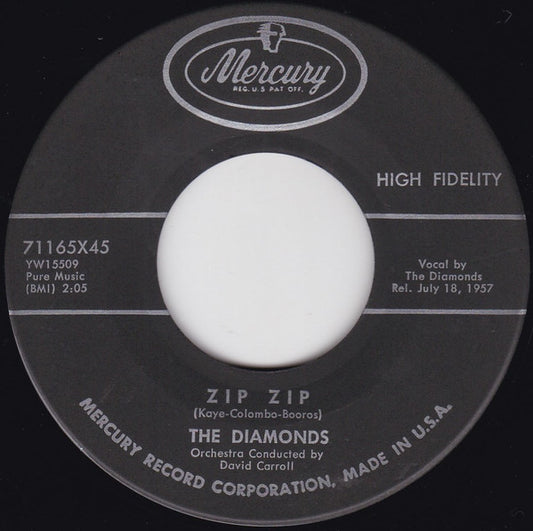 Mercury
REG. U.S PAT OFF.
HIGH FIDELITY
71165X45
YW15509
Pure Music
(BMI) 2:05
Vocal by
The Diamonds
Rel. July 18, 1957
ZIP ZIP
(Kaye-Colombo-Booros)
THE DIAMONDS
Orchestra Conducted by
David Carroll
MERCURY RECORD CORPORATION, MADE IN U.S.A.